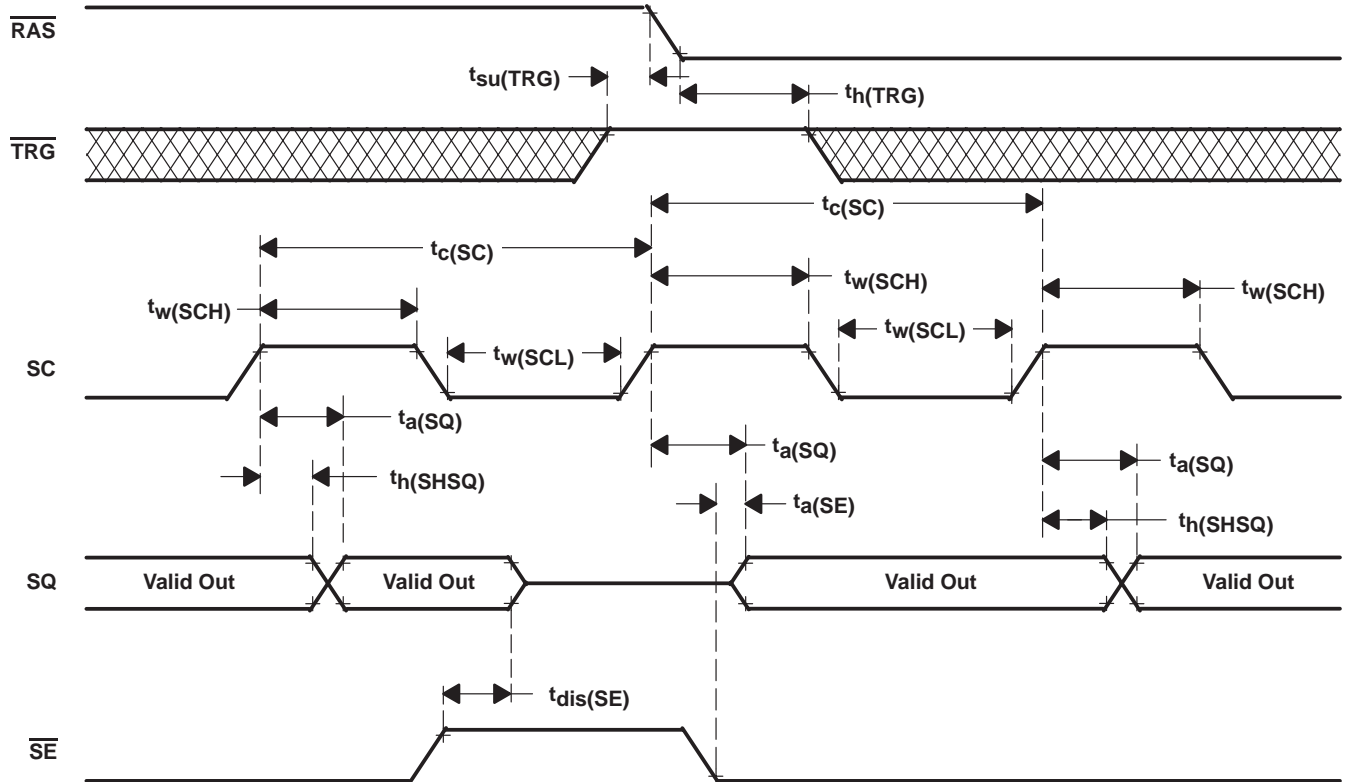 RAS
tsu(TRG)
th(TRG)
TRG
tc(SC)
tc(SC)
tw(SCH)
tw(SCH)
tw(SCH)
tw(SCL)
tw(SCL)
SC
ta(SQ)
ta(SQ)
ta(SQ)
th(SHSQ)
ta(SE)
th(SHSQ)
SQ Valid Out Valid Out Valid Out Valid Out
tdis(SE)
SE